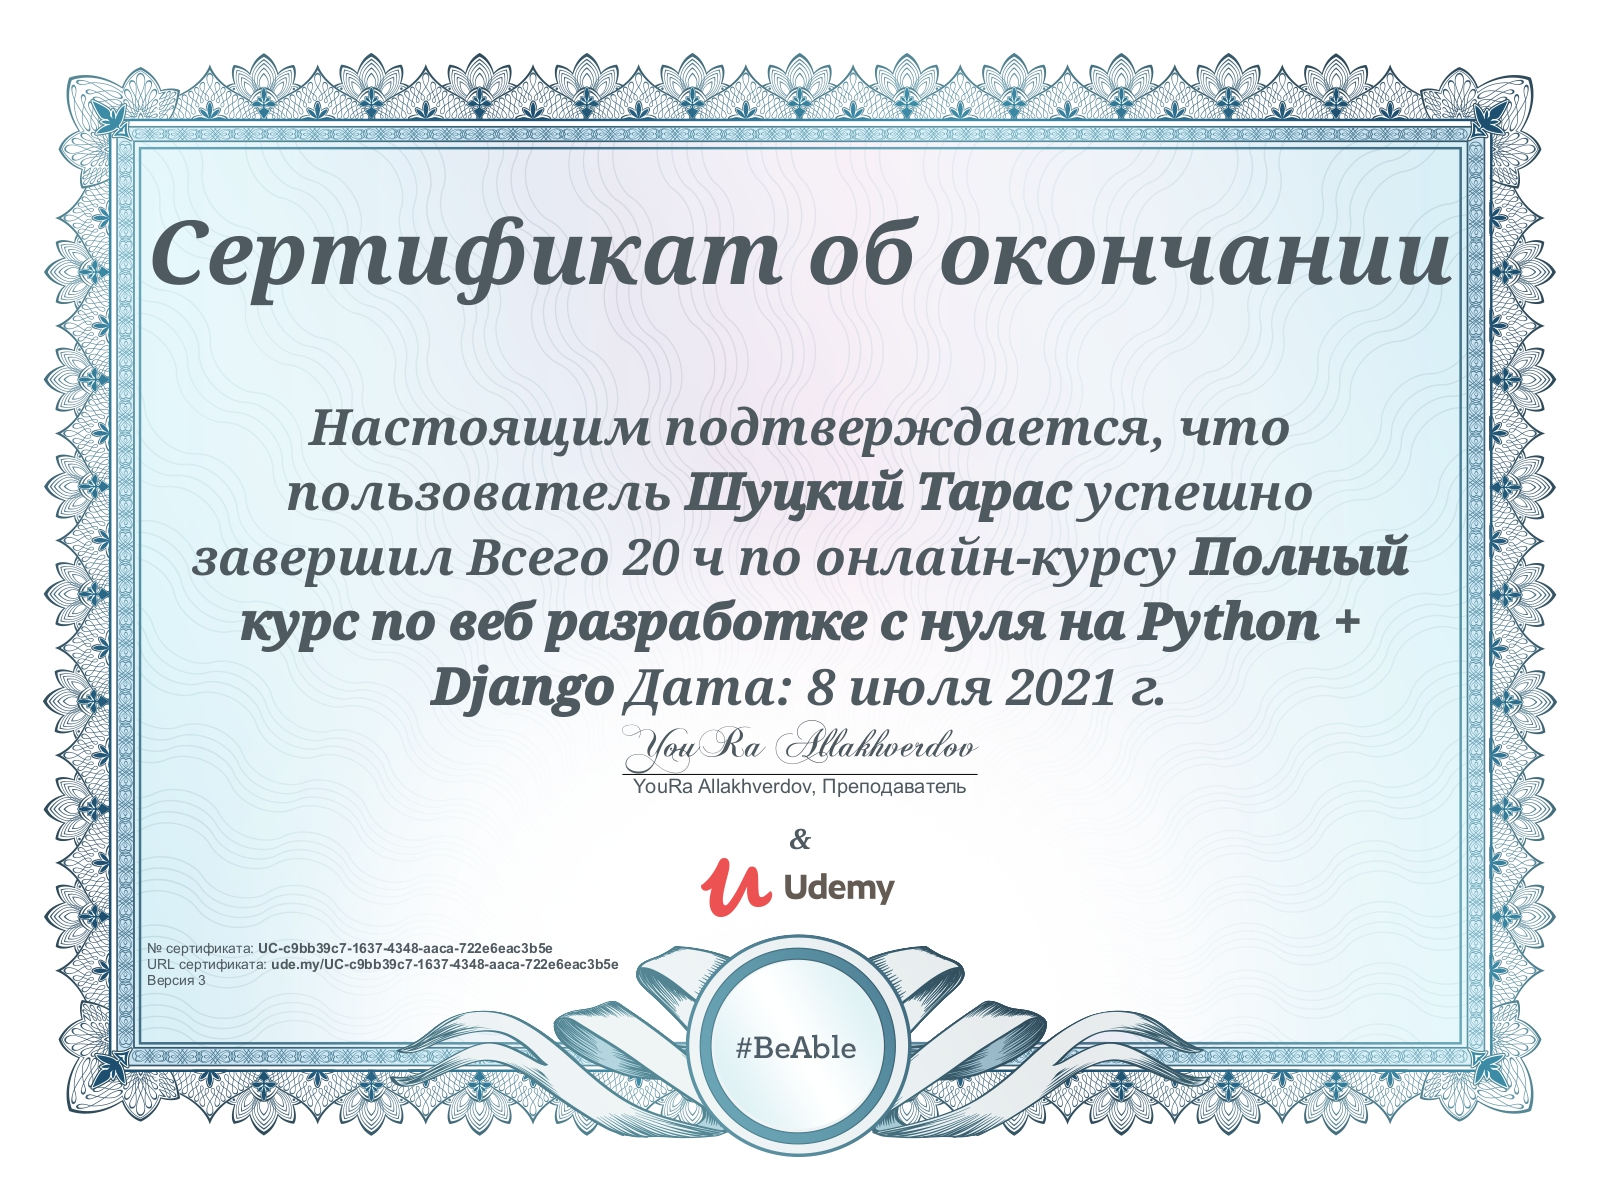 Сертификат об окончании
Настоящим подтверждается, что
пользователь Шуцкий Тарас успешно
завершил Всего 20 ч по онлайн-курсу Полный
курс по веб разработке с нуля на Python +
Django Дата: 8 июля 2021 г.
YouRa Allakhverdov
YouRa Allakhverdov, Преподаватель
&
Udemy
№ сертификата: UC-c9bb39c7-1637-4348-aaca-722e6eac3b5e
URL сертификата: ude.my/UC-c9bb39c7-1637-4348-aaca-722e6eac3b5e
Версия 3
#BeAble